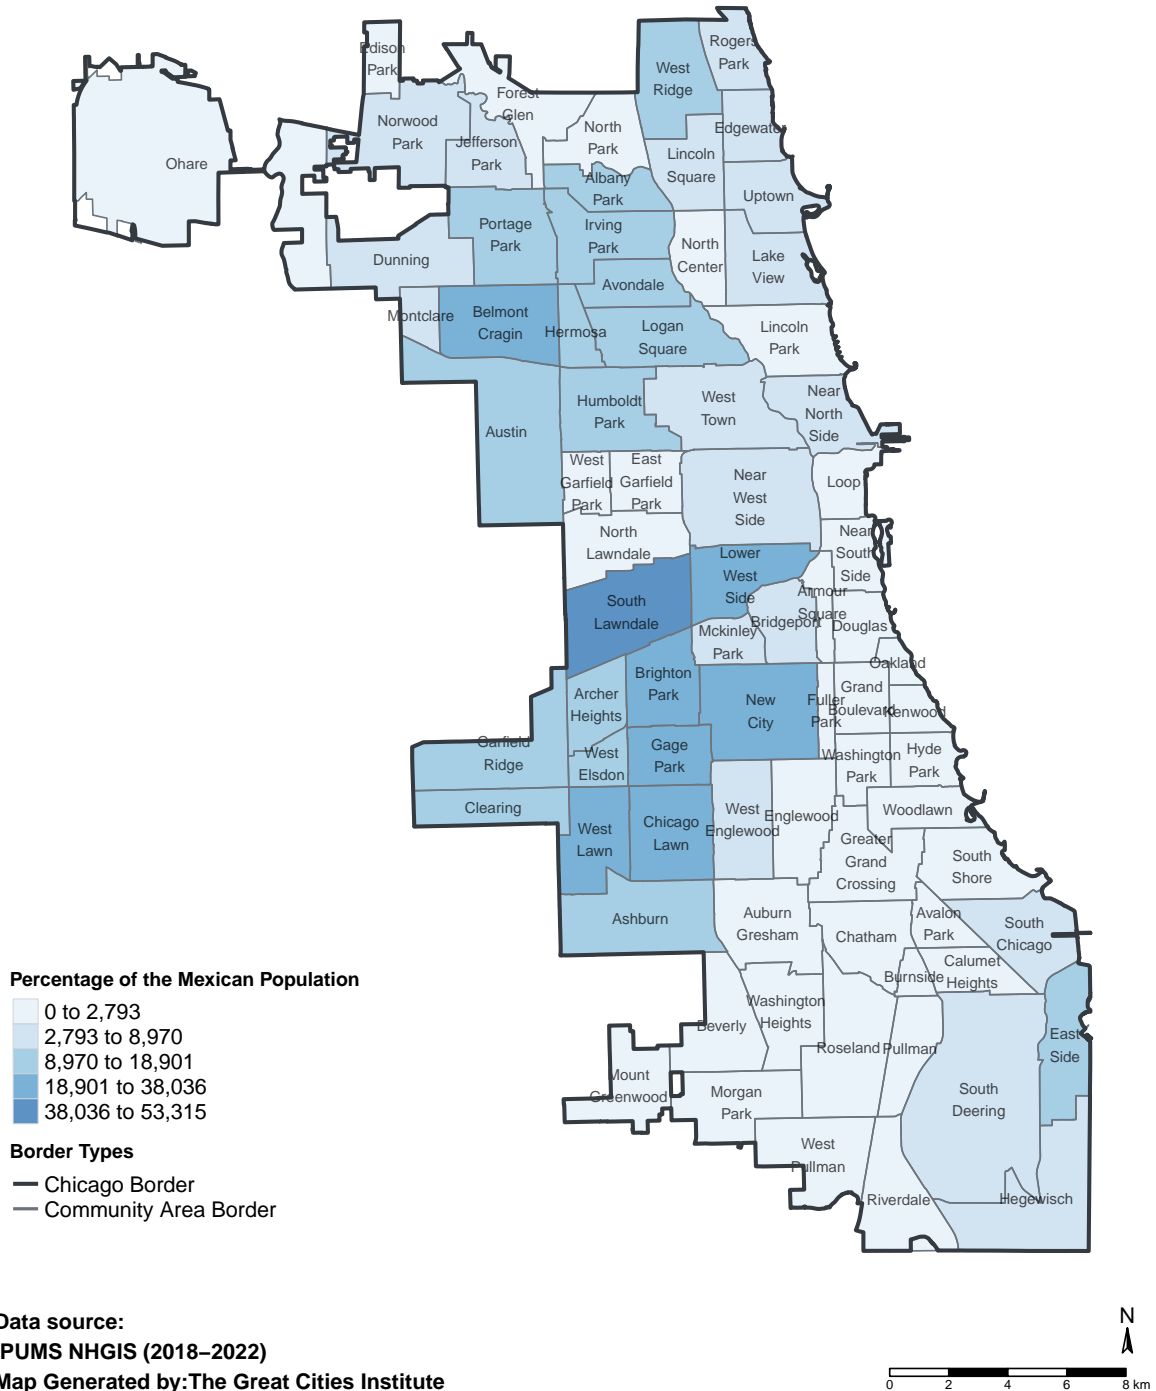 Edison
Park
Rogers
Park
West
Ridge
Forest
Glen
Norwood
Park
North
Park
Edgewater
Jefferson
Park
Lincoln
Square
Ohare
Albany
Park
Uptown
Portage
Park
Irving
Park
North
Center
Lake
View
Dunning
Avondale
Montclare
Belmont
Cragin
Hermosa
Logan
Square
Lincoln
Park
Humboldt
Park
West
Town
Near
North
Side
Austin
West
Garfield
Park
East
Garfield
Park
Near
West
Side
Loop
North
Lawndale
Near
South
Side
Lower
West
Side
South
Lawndale
Armour
Square
Bridgeport
Douglas
Mckinley
Park
Oakland
Brighton
Park
Archer
Heights
New
City
Fuller
Park
Grand
Boulevard
Kenwood
Garfield
Ridge
West
Elsdon
Gage
Park
Washington
Park
Hyde
Park
Clearing
West
Lawn
Chicago
Lawn
West
Englewood
Englewood
Woodlawn
Greater
Grand
Crossing
South
Shore
Ashburn
Auburn
Gresham
Chatham
Avalon
Park
South
Chicago
Burnside
Calumet
Heights
Washington
Heights
Beverly
Roseland
Pullman
East
Side
Mount
Greenwood
Morgan
Park
South
Deering
West
Pullman
Riverdale
Hegewisch
Percentage of the Mexican Population
0 to 2,793
2,793 to 8,970
8,970 to 18,901
18,901 to 38,036
38,036 to 53,315
Border Types
Chicago Border
Community Area Border
Data source:
IPUMS NHGIS (2018–2022)
Map Generated by:The Great Cities Institute
N
0 2 4 6 8 km